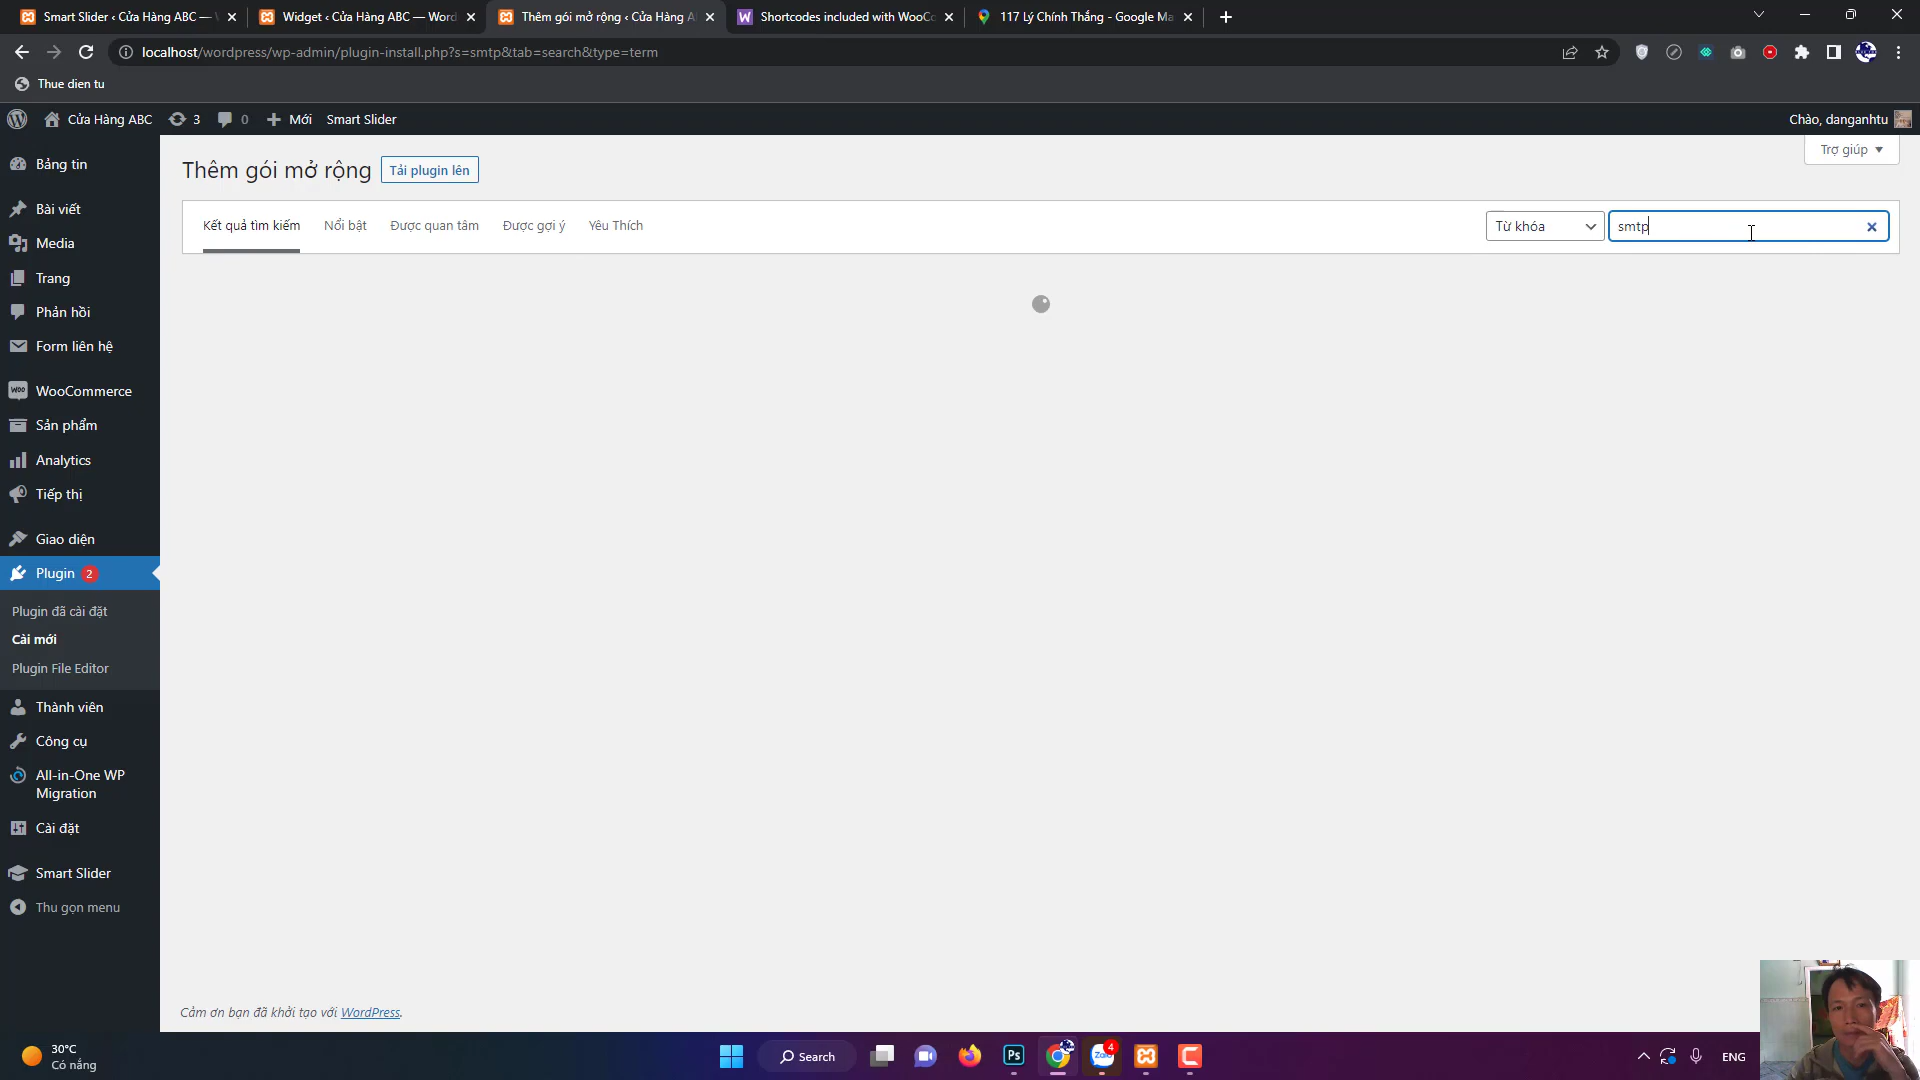 Smart Slider ‹ Cửa Hàng ABC —
Widget ‹ Cửa Hàng ABC — Word
Thêm gói mở rộng ‹ Cửa Hàng A
Shortcodes included with WooCo
117 Lý Chính Thắng - Google Ma
localhost/wordpress/wp-admin/plugin-install.php?s=smtp&tab=search&type=term
Thue dien tu
Cửa Hàng ABC
3
0
Mới
Smart Slider
Chào, danganhtu
Trợ giúp
Bảng tin
Bài viết
Media
Trang
Phản hồi
Form liên hệ
WooCommerce
Sản phẩm
Analytics
Tiếp thị
Giao diện
Plugin 2
Plugin đã cài đặt
Cài mới
Plugin File Editor
Thành viên
Công cụ
All-in-One WP
Migration
Cài đặt
Smart Slider
Thu gọn menu
Thêm gói mở rộng
Tải plugin lên
Kết quả tìm kiếm
Nổi bật
Được quan tâm
Được gợi ý
Yêu Thích
Từ khóa
smtp
Cảm ơn bạn đã khởi tạo với WordPress.
30°C
Có nắng
Search
Ps
Zalo
4
ENG